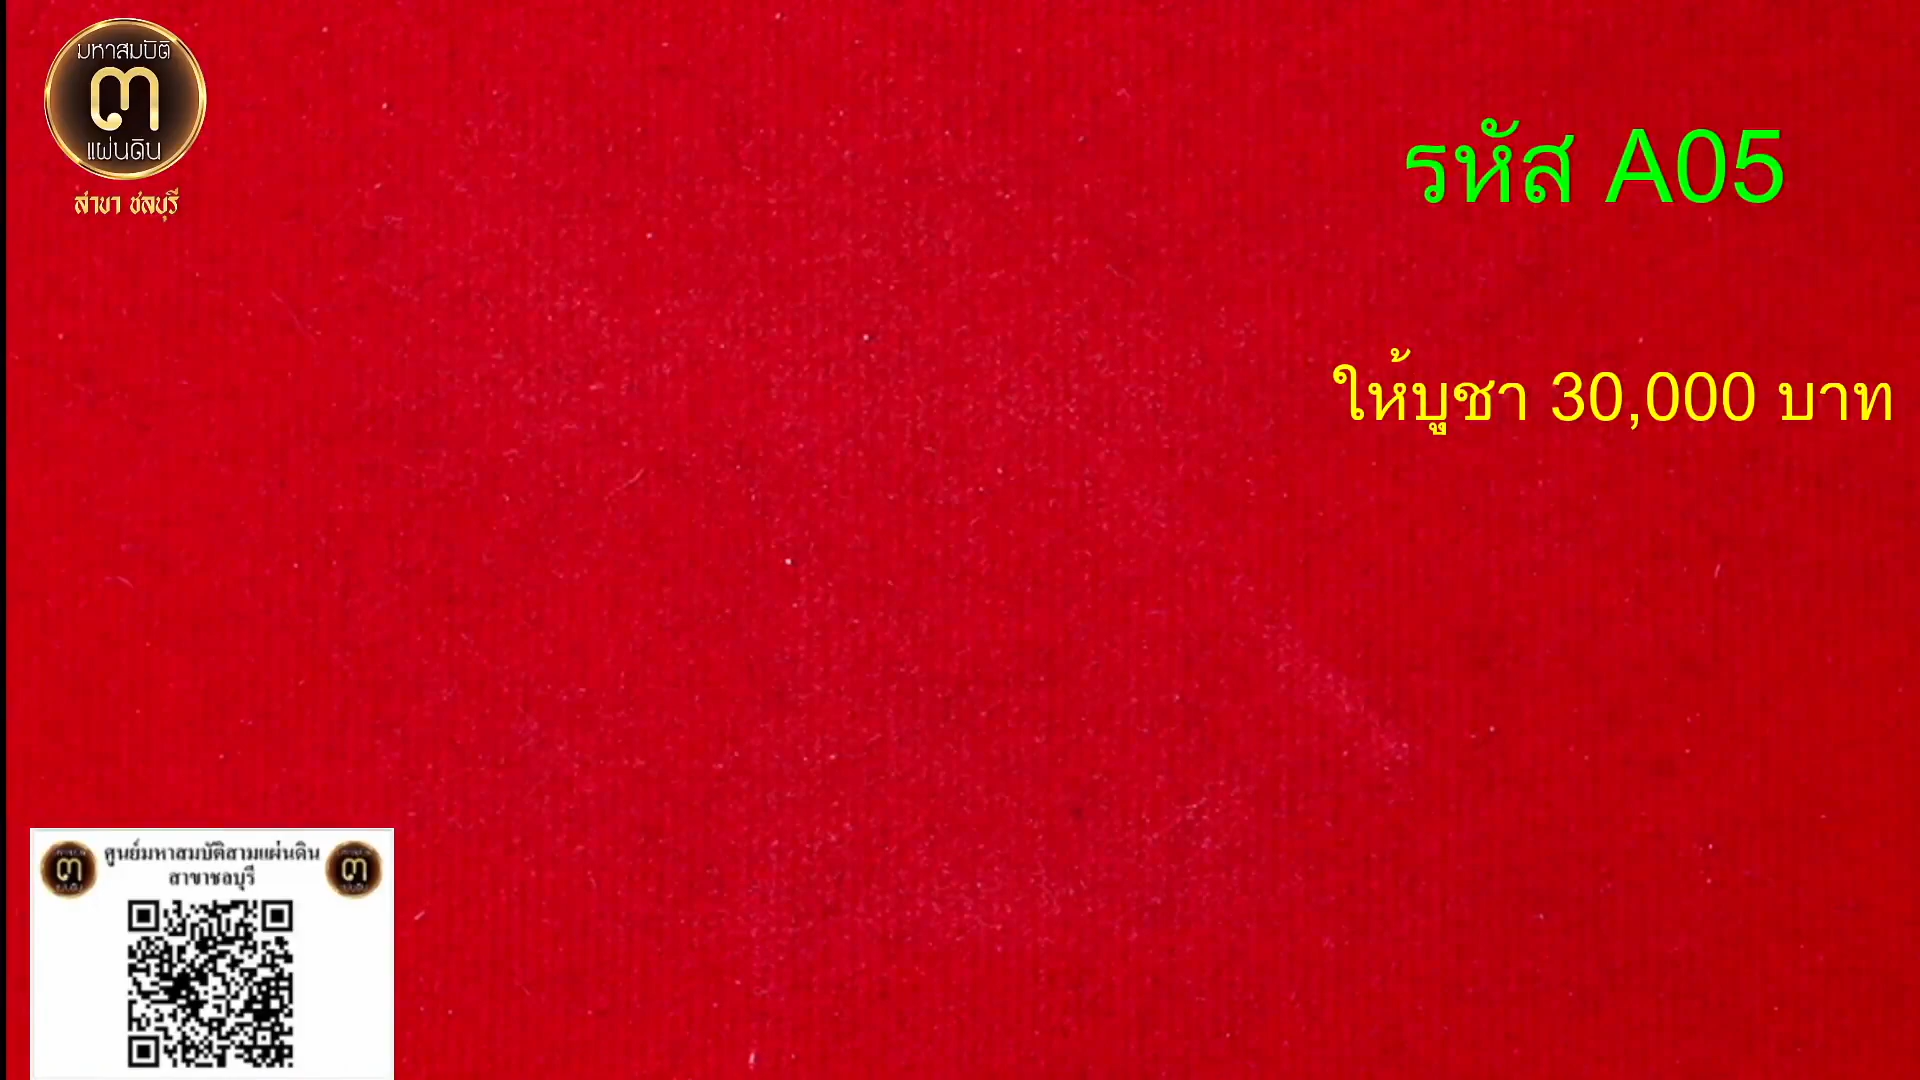 มหาสมบัติ
๓
แผ่นดิน
สาขา ชลบุรี
รหัส A05
ให้บูชา 30,000 บาท
ศูนย์มหาสมบัติสามแผ่นดิน
๓
๓
สาขาชลบุรี